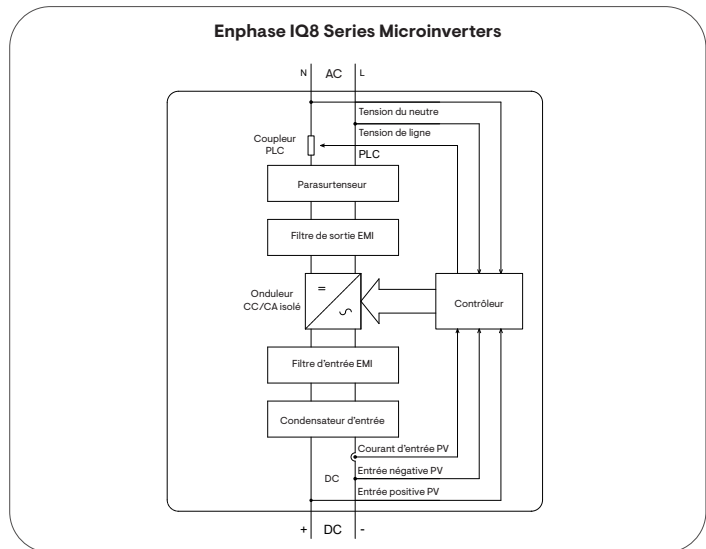 Enphase IQ8 Series Microinverters
N AC L
Tension du neutre
Tension de ligne
Coupleur
PLC
PLC
Parasurtenseur
Filtre de sortie EMI
Onduleur
CC/CA isolé
=
Contrôleur
Filtre d'entrée EMI
Condensateur d'entrée
Courant d'entrée PV
DC
Entrée négative PV
Entrée positive PV
+ DC -